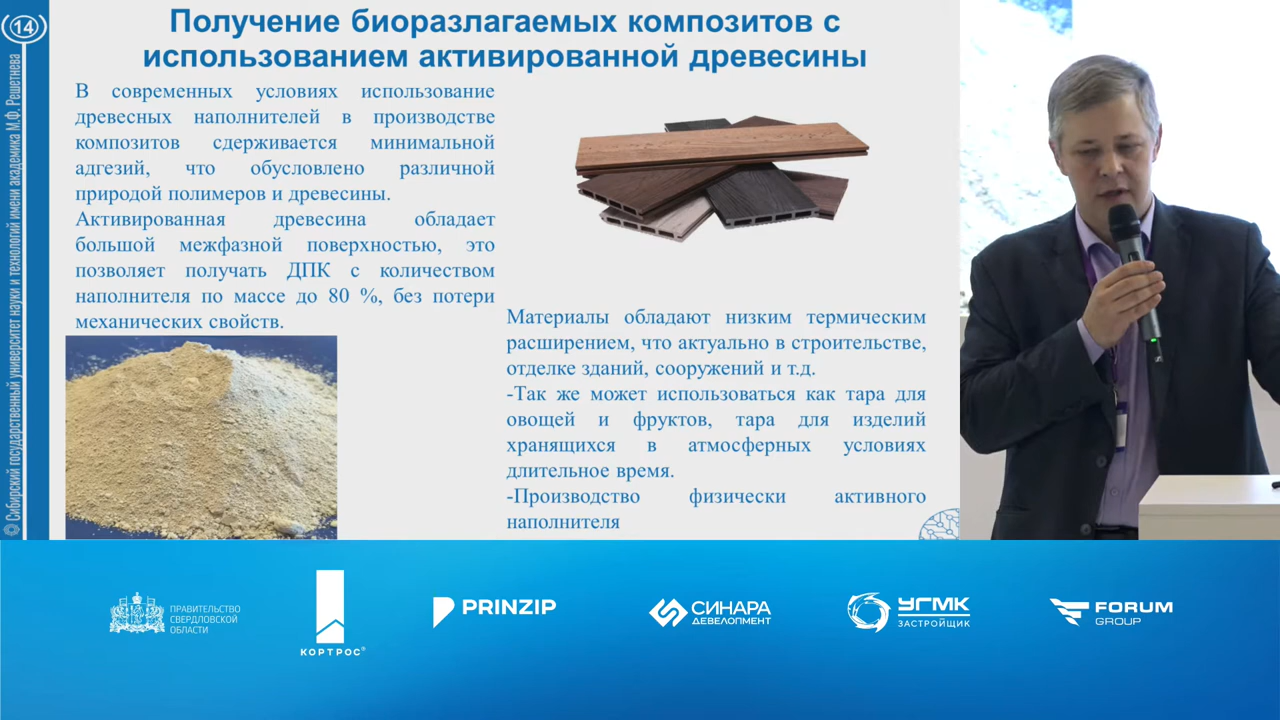 14
© Сибирский государственный университет науки и технологий имени академика М.Ф. Решетнева
Получение биоразлагаемых композитов с
использованием активированной древесины
В современных условиях использование
древесных наполнителей в производстве
композитов сдерживается минимальной
адгезий, что обусловлено различной
природой полимеров и древесины.
Активированная древесина обладает
большой межфазной поверхностью, это
позволяет получать ДПК с количеством
наполнителя по массе до 80 %, без потери
механических свойств.
Материалы обладают низким термическим
расширением, что актуально в строительстве,
отделке зданий, сооружений и т.д.
-Так же может использоваться как тара для
овощей и фруктов, тара для изделий
хранящихся в атмосферных условиях
длительное время.
-Производство физически активного
наполнителя
ПРАВИТЕЛЬСТВО
СВЕРДЛОВСКОЙ
ОБЛАСТИ
КОРТРОС®
PRINZIP
СИНАРА
ДЕВЕЛОПМЕНТ
УГМК
ЗАСТРОЙЩИК
FORUM
GROUP